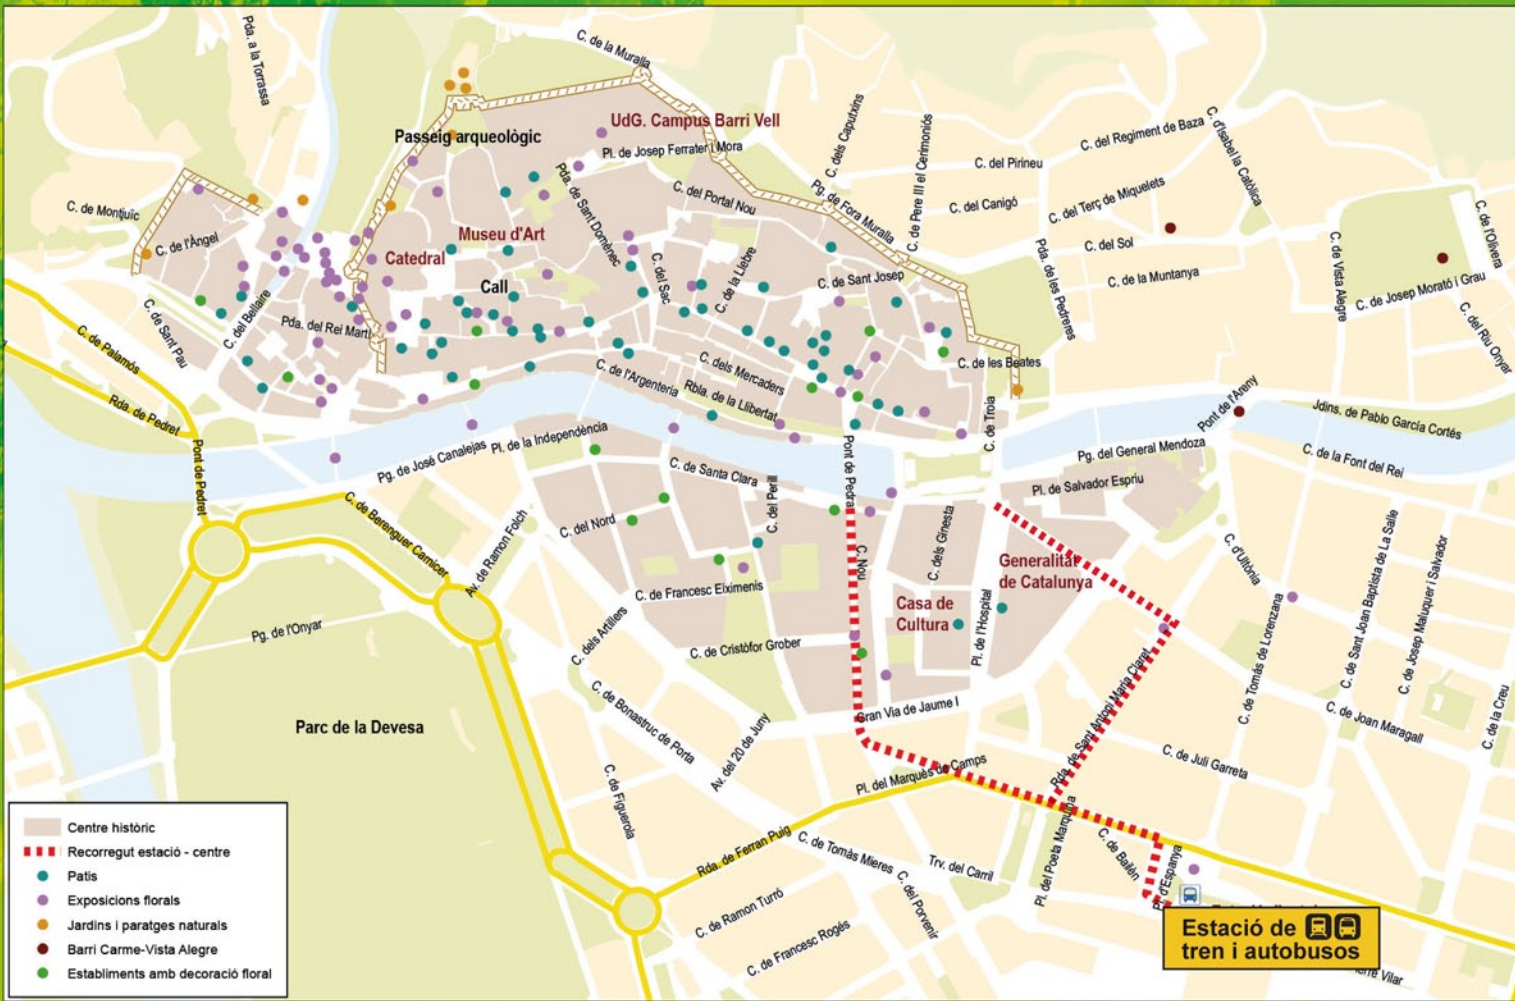 C. de la Muralla
Pda. a la Torrassa
UdG. Campus Barri Vell
Passeig arqueològic
Pl. de Josep Ferrater i Mora
C. dels Caputxins
C. de Pere III el Cerimoniós
C. del Regiment de Baza
C. d'Isabel la Catòlica
C. del Pirineu
Pda. de Sant Domènec
C. del Portal Nou
Pg. de Fora Muralla
C. del Terç de Miquelets
C. del Canigó
C. de Montjuïc
C. de l'Àngel
Museu d'Art
Catedral
C. del Sol
C. de l'Olivera
C. de Vista Alegre
Pda. de les Pedreres
C. de la Muntanya
C. de Josep Morató i Grau
Call
C. del Sac
C. de la Llebre
C. de Sant Josep
C. del Riu Onyar
C. de Sant Pau
C. del Bellaire
Pda. del Rei Martí
C. de Palamós
C. de l'Argenteria
C. dels Mercaders
Rbla. de la Llibertat
C. de les Beates
C. de Troia
Pont de l'Areny
Jdins. de Pablo García Cortés
Rda. de Pedret
Pont de Pedret
Pg. de José Canalejas
Pl. de la Independència
Pont de Pedra
Pg. del General Mendoza
C. de la Font del Rei
C. de Santa Clara
C. del Perill
Pl. de Salvador Espriu
C. de Berenguer Carnicer
Av. de Ramon Folch
C. del Nord
C. Nou
C. dels Ginesta
C. d'Ultònia
C. de Sant Joan Baptista de La Salle
C. de Josep Maluquer i Salvador
Generalitat
de Catalunya
C. de Francesc Eiximenis
Casa de
Cultura
Pl. de l'Hospital
C. de Tomàs de Lorenzana
Pg. de l'Onyar
C. dels Artillers
C. de Cristòfor Grober
Rda. de Sant Antoni Maria Claret
C. de Bonastruc de Porta
Gran Via de Jaume I
C. de Joan Maragall
C. de la Creu
Parc de la Devesa
Av. del 20 de Juny
C. de Juli Garreta
C. de Figuerola
Pl. del Marquès de Camps
Rda. de Ferran Puig
C. de Tomàs Mieres
Trv. del Carril
Pl. del Poeta Marquina
C. de Bailèn
Pl. d'Espanya
C. de Ramon Turró
C. del Porvenir
C. de Francesc Rogés
Estació de
tren i autobusos
Centre històric
Recorregut estació - centre
Patis
Exposicions florals
Jardins i paratges naturals
Barri Carme-Vista Alegre
Establiments amb decoració floral